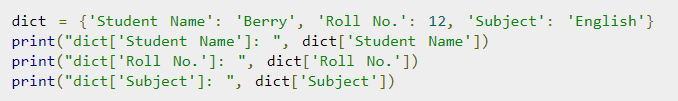 dict = {'Student Name': 'Berry', 'Roll No.': 12, 'Subject': 'English'}
print("dict['Student Name']: ", dict['Student Name'])
print("dict['Roll No.']: ", dict['Roll No.'])
print("dict['Subject']: ", dict['Subject'])